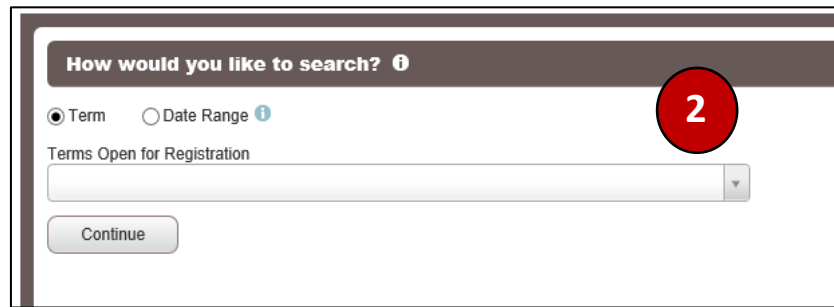 How would you like to search?
2
Term Date Range
Terms Open for Registration
Continue